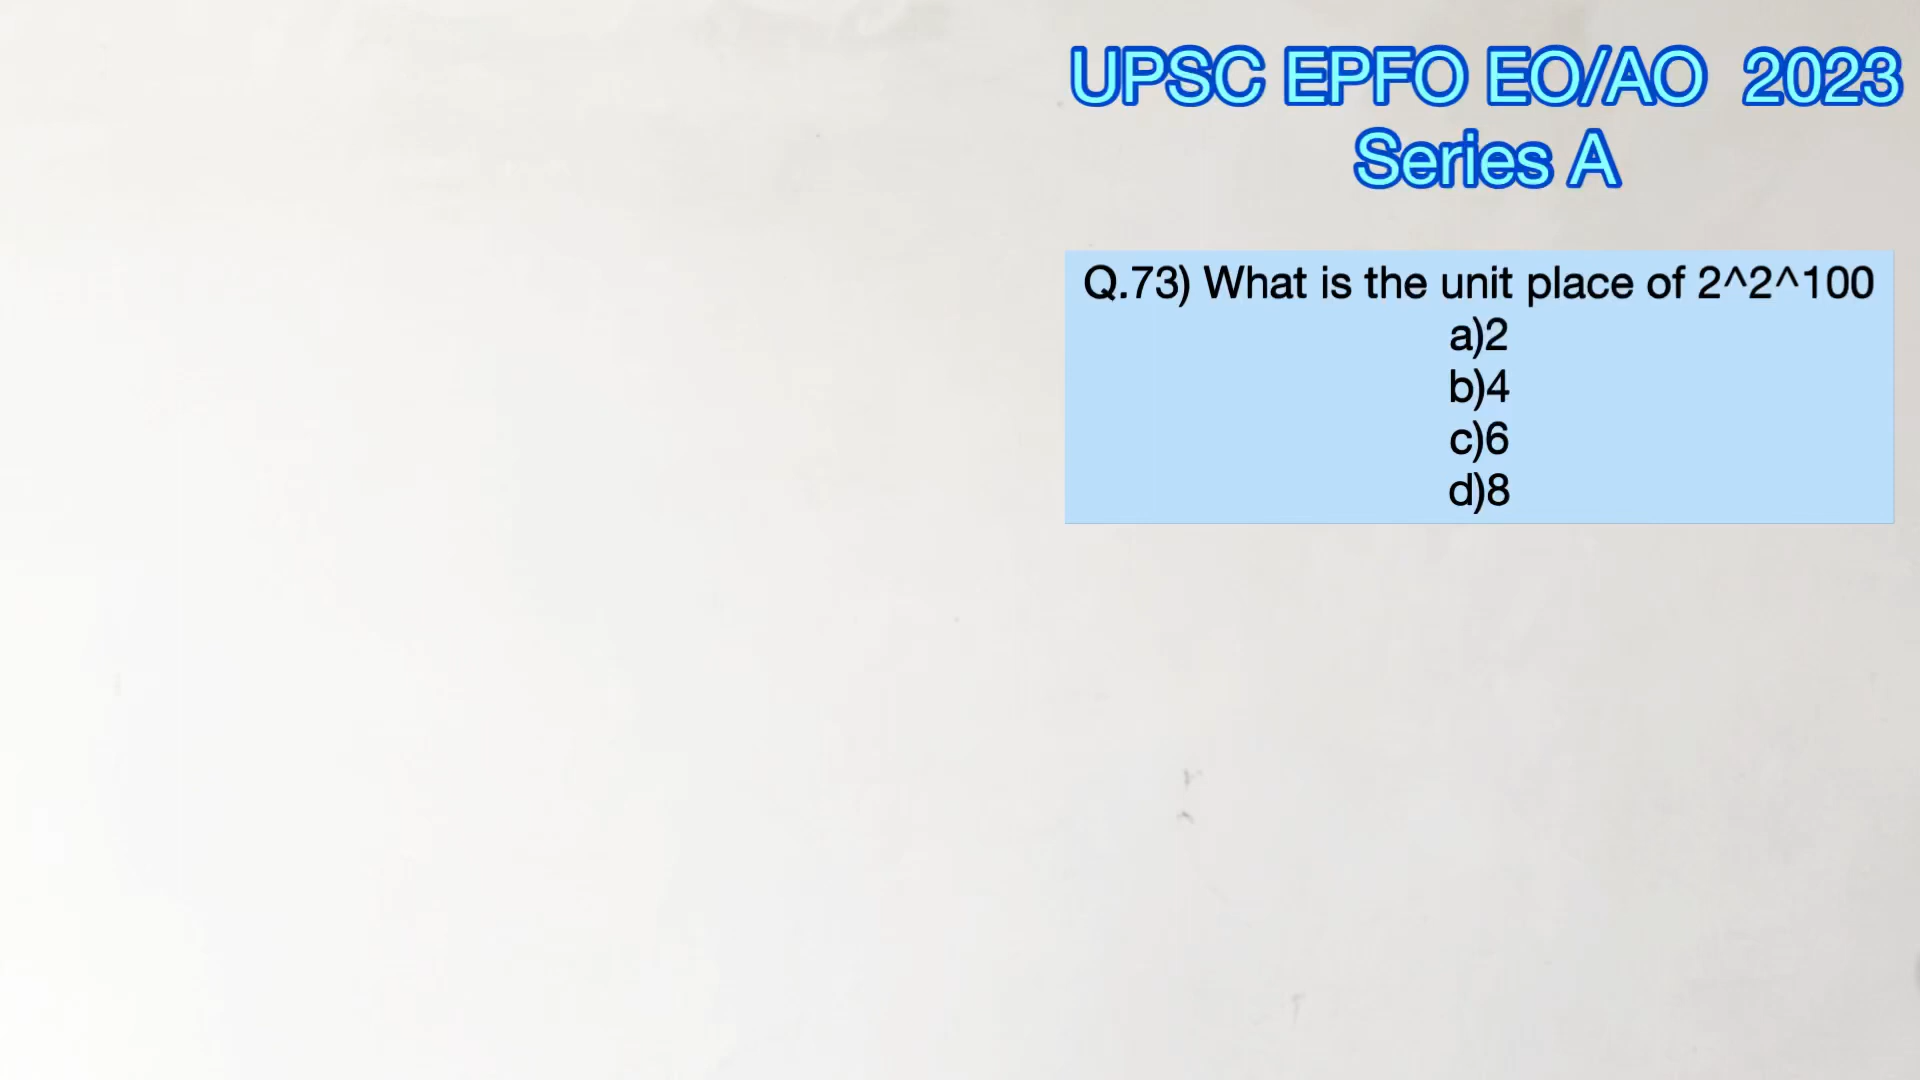 UPSC EPFO EO/AO 2023
Series A
Q.73) What is the unit place of 2^2^100
a)2
b)4
c)6
d)8